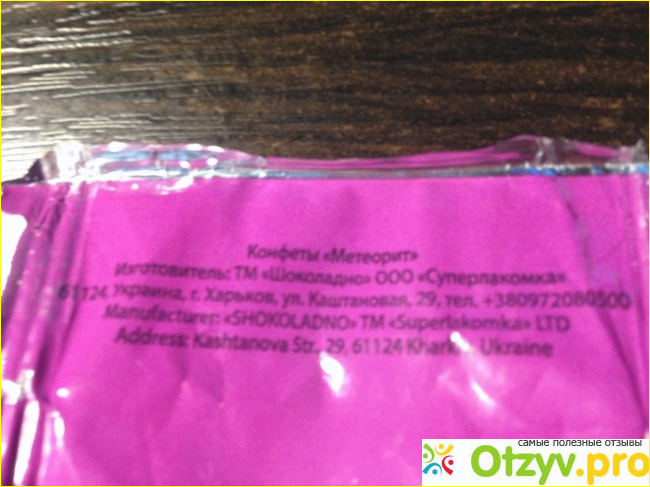 Конфеты «Метеорит»
Изготовитель: ТМ «Шоколадно» ООО «Суперлакомка»
61124 Украина, г. Харьков, ул. Каштановая, 29, тел. +380972080500
Manufacturer: «SHOKOLADNO» TM «Superlakomka» LTD
Address: Kashtanova Str., 29, 61124 Ukraine
самые полезные отзывы
Otzyv.pro